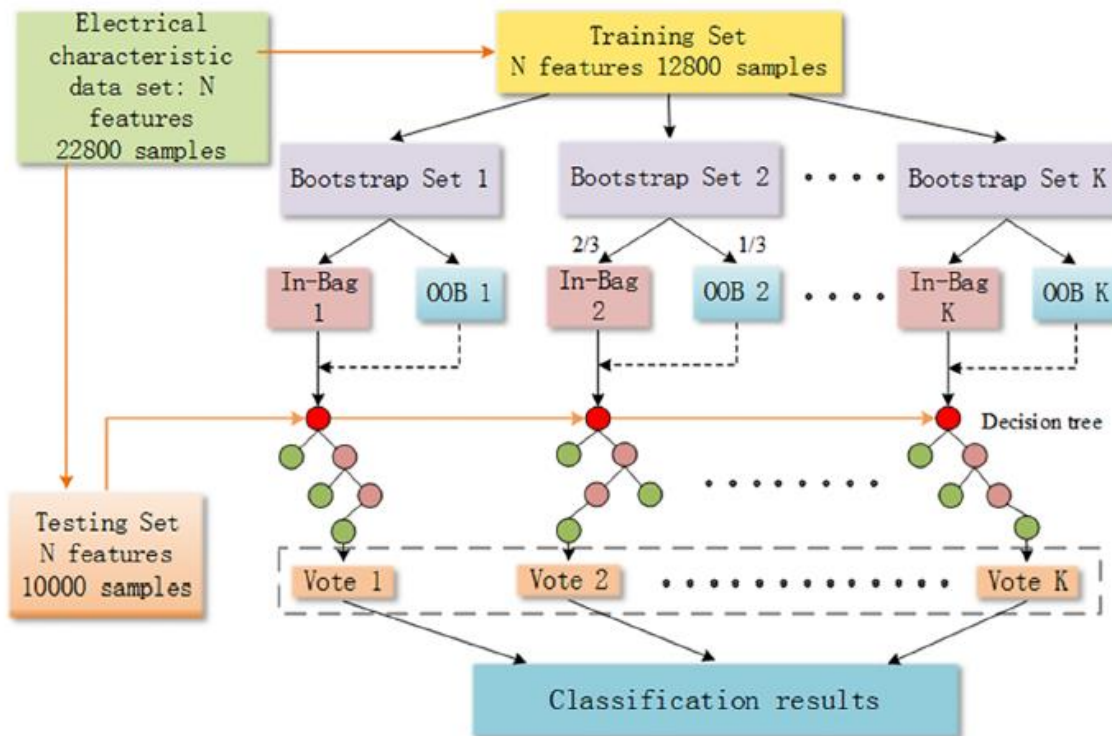 Electrical
characteristic
data set: N
features
22800 samples
Training Set
N features 12800 samples
Bootstrap Set 1
Bootstrap Set 2
Bootstrap Set K
2/3
1/3
In-Bag
1
OOB 1
In-Bag
2
OOB 2
In-Bag
K
OOB K
Decision tree
Testing Set
N features
10000 samples
Vote 1
Vote 2
Vote K
Classification results